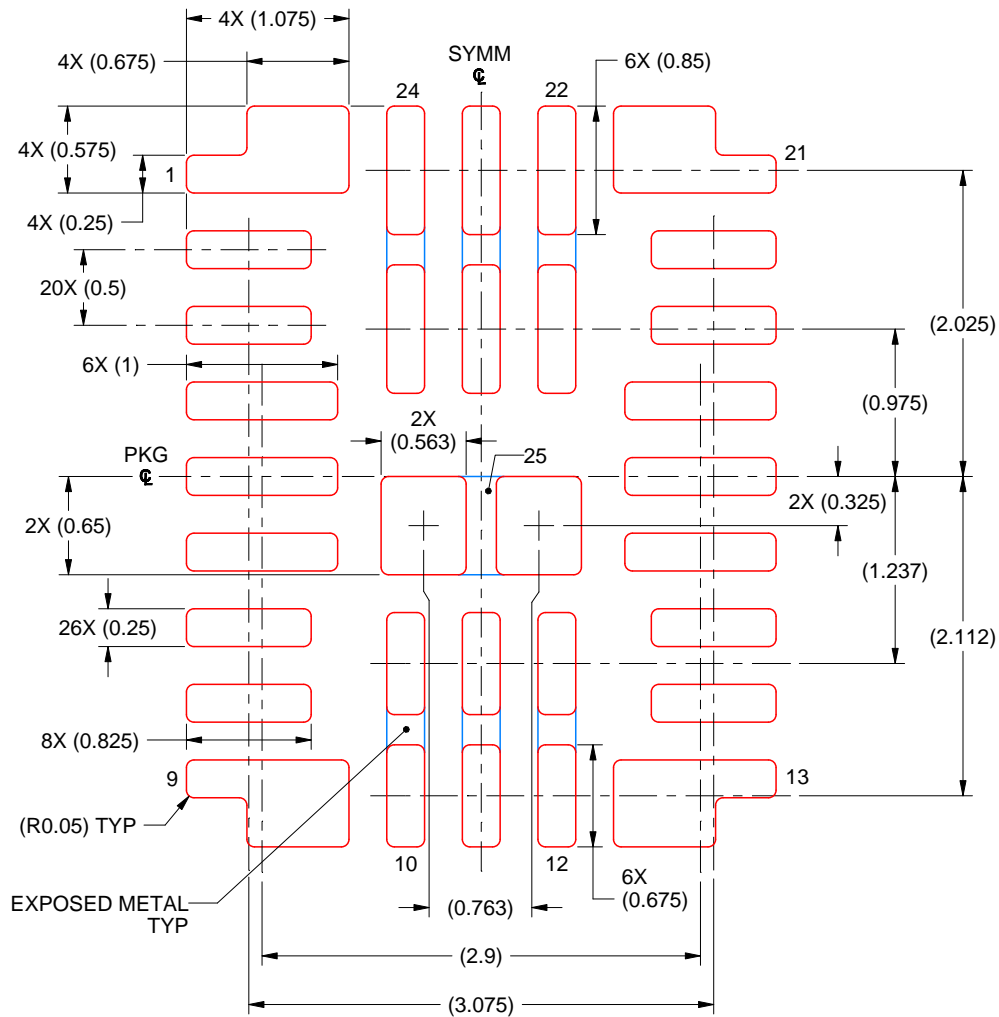 4X (1.075)
4X (0.675)
SYMM
℄
6X (0.85)
24
22
4X (0.575)
1
21
4X (0.25)
20X (0.5)
(2.025)
6X (1)
(0.975)
2X
(0.563)
PKG
℄
25
2X (0.65)
2X (0.325)
(1.237)
26X (0.25)
(2.112)
8X (0.825)
9
13
(R0.05) TYP
10
12
EXPOSED METAL
TYP
(0.763)
6X
(0.675)
(2.9)
(3.075)